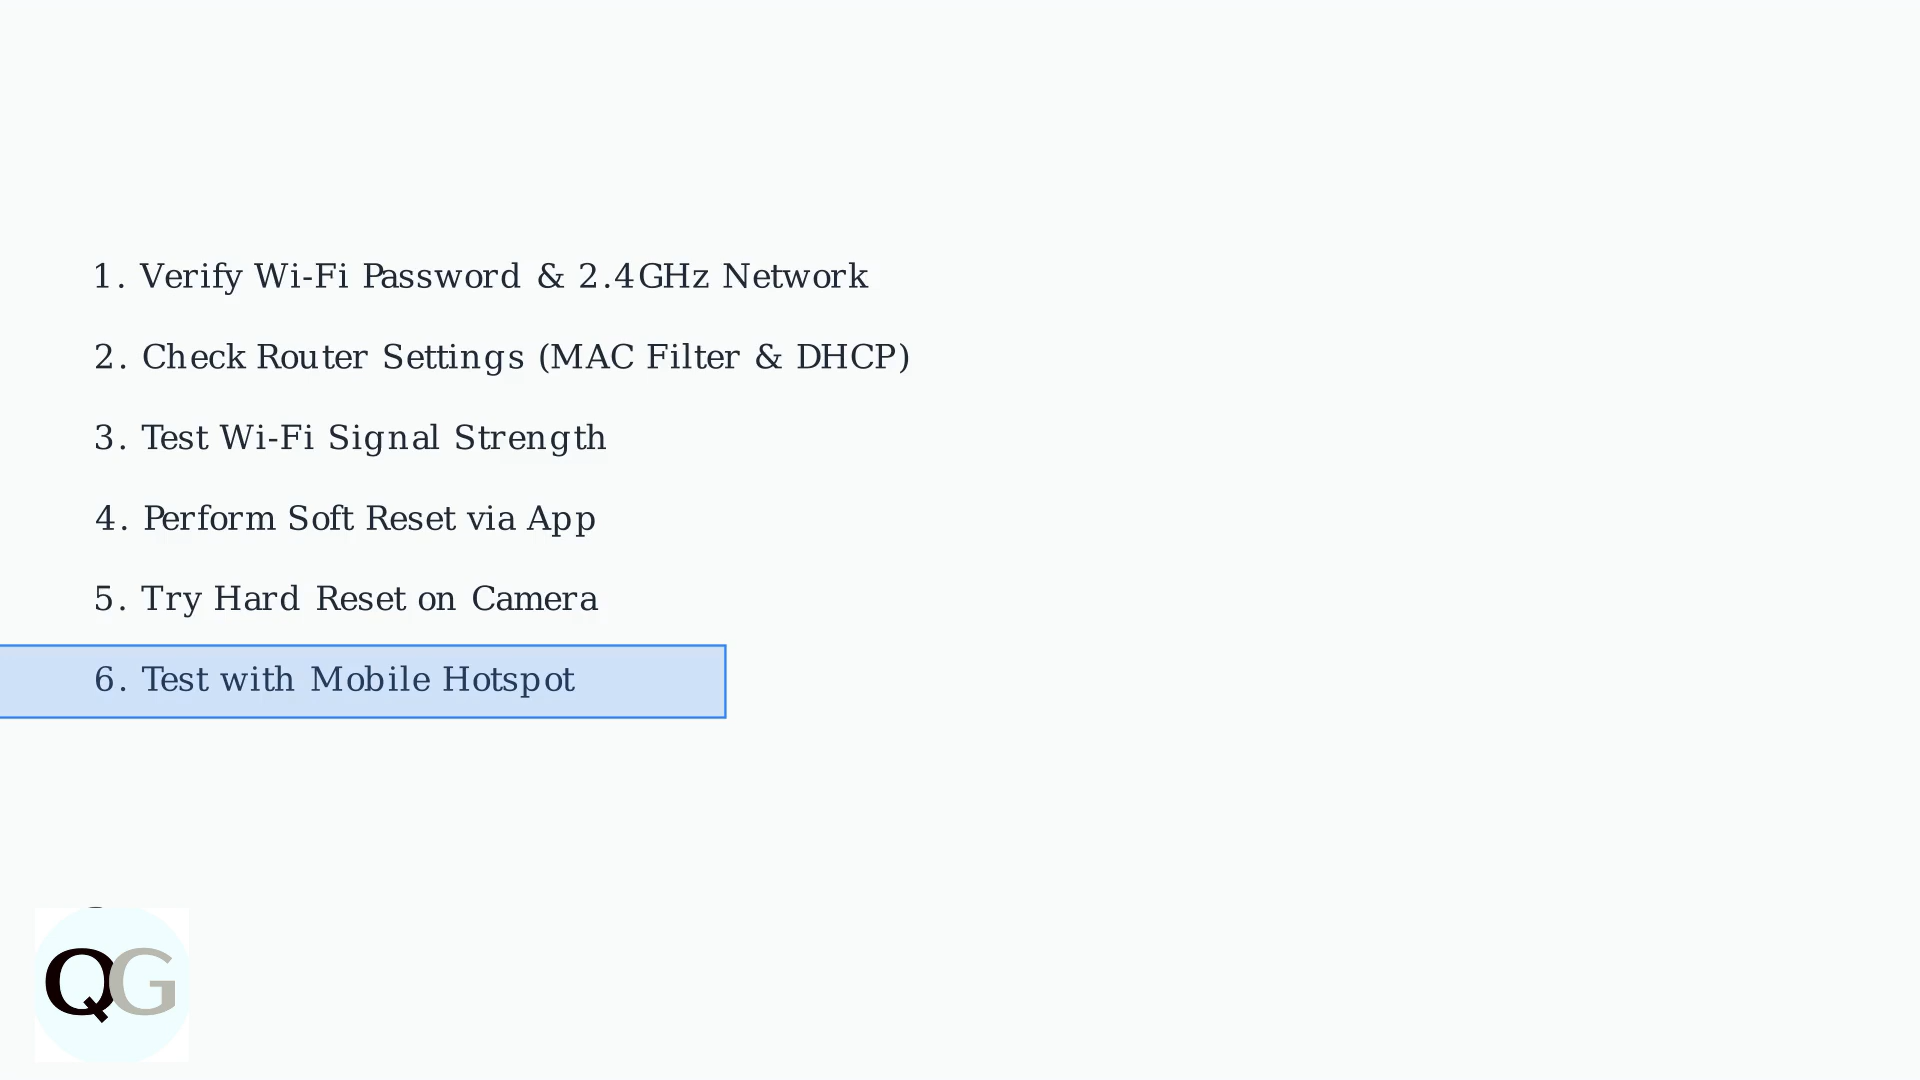 1. Verify Wi-Fi Password & 2.4GHz Network
2. Check Router Settings (MAC Filter & DHCP)
3. Test Wi-Fi Signal Strength
4. Perform Soft Reset via App
5. Try Hard Reset on Camera
6. Test with Mobile Hotspot
QG